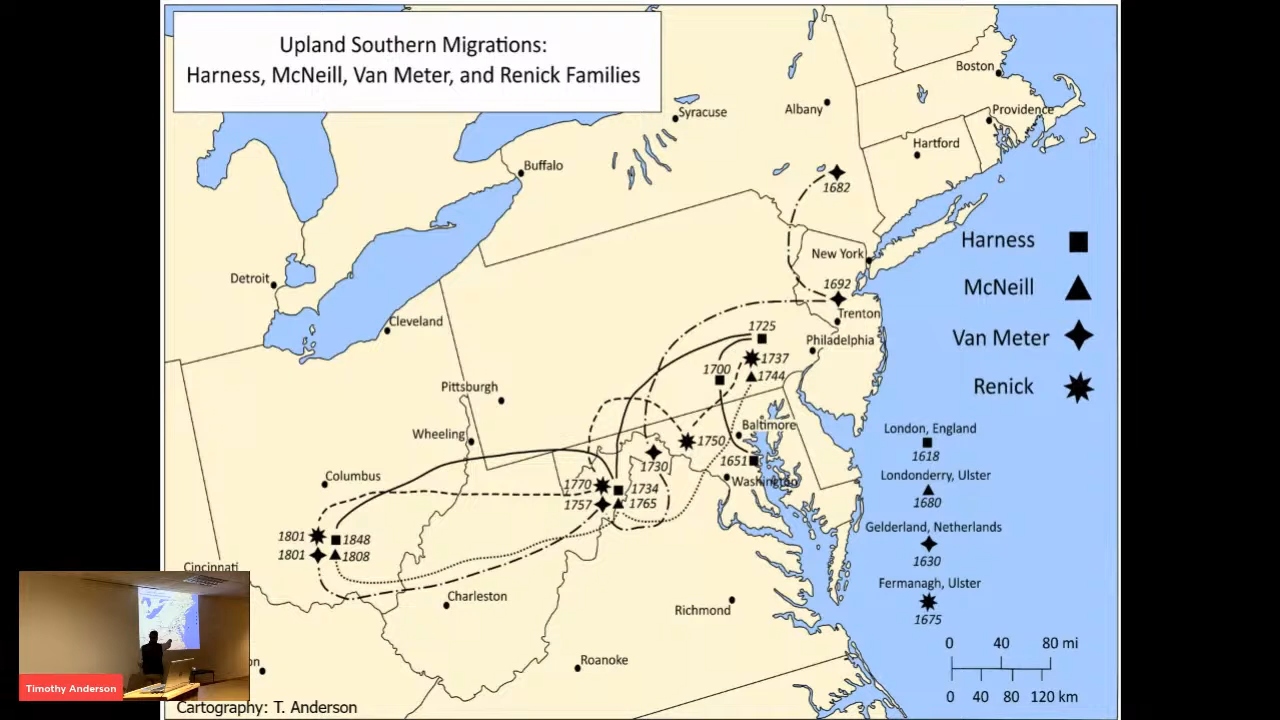 Upland Southern Migrations:
Harness, McNeill, Van Meter, and Renick Families
Boston
Syracuse
Albany
Providence
Hartford
Buffalo
1682
Harness
New York
Detroit
McNeill
1692
Trenton
Cleveland
1725
Philadelphia
Van Meter
1737
1700
1744
Pittsburgh
Renick
Baltimore
London, England
Wheeling
1750
1618
1651
1730
Columbus
Washington
Londonderry, Ulster
1770
1734
1757
1765
1680
Gelderland, Netherlands
1801
1848
1801
1808
1630
Cincinnati
Fermanagh, Ulster
Charleston
Richmond
1675
0 40 80 mi
Roanoke
Timothy Anderson
0 40 80 120 km
Cartography: T. Anderson